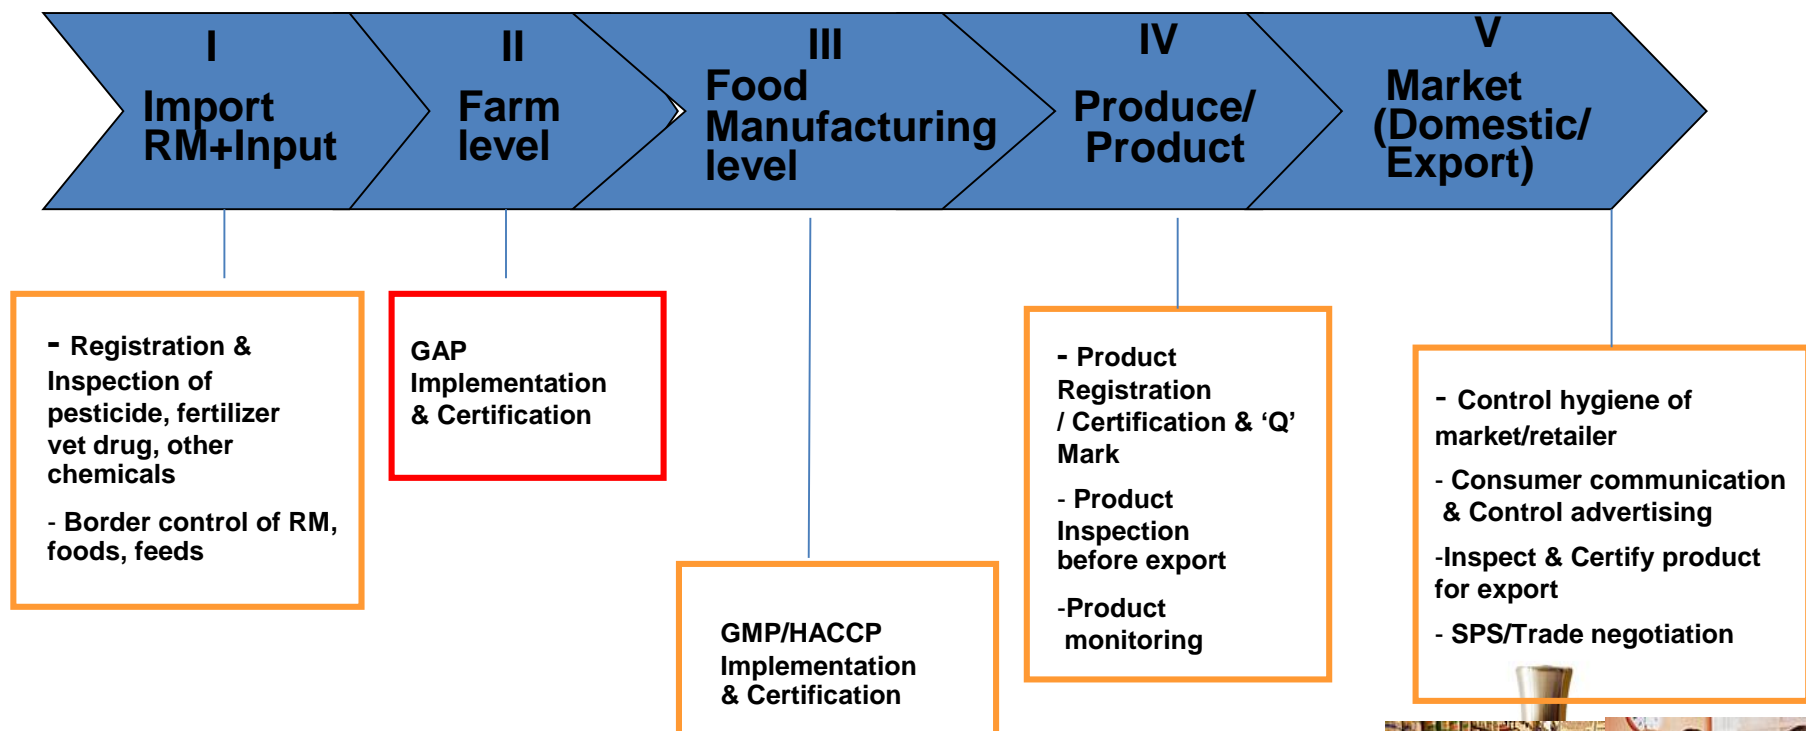 I
Import
RM+Input
II
Farm
level
III
Food
Manufacturing
level
IV
Produce/
Product
V
Market
(Domestic/
Export)
- Registration &
Inspection of
pesticide, fertilizer
vet drug, other
chemicals
- Border control of RM,
foods, feeds
GAP
Implementation
& Certification
GMP/HACCP
Implementation
& Certification
- Product
Registration
/ Certification & ‘Q’
Mark
- Product
Inspection
before export
-Product
monitoring
- Control hygiene of
market/retailer
- Consumer communication
& Control advertising
-Inspect & Certify product
for export
- SPS/Trade negotiation